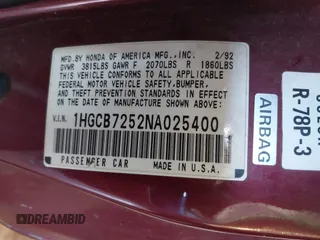 MFD. BY HONDA OF AMERICA MFG., INC. 2/92
GVWR 3815LBS GAWR F 2070LBS R 1860LBS
THIS VEHICLE CONFORMS TO ALL APPLICABLE
FEDERAL MOTOR VEHICLE SAFETY, BUMPER,
AND THEFT PREVENTION STANDARDS IN EFFECT
ON THE DATE OF MANUFACTURE SHOWN ABOVE.
V.I.N. 1HGCB7252NA025400
PASSENGER CAR MADE IN U.S.A.
AIRBAG
R-78P-3
DREAMBID